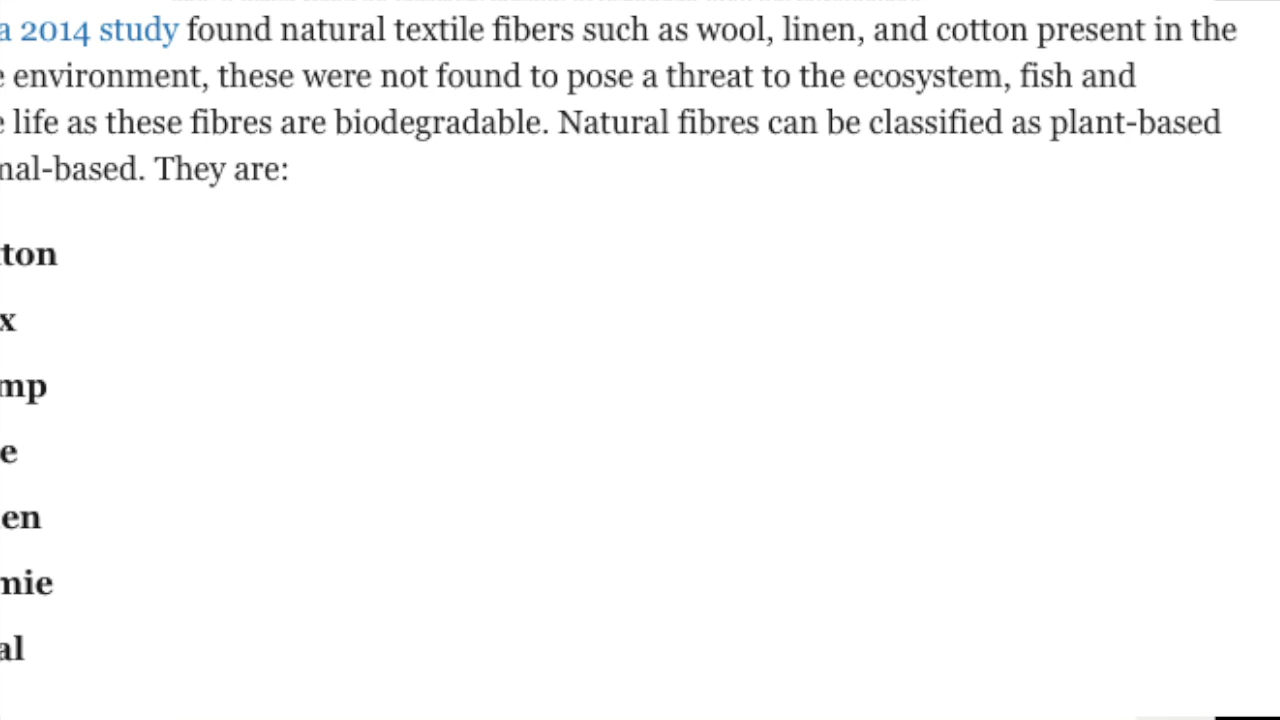 a 2014 study found natural textile fibers such as wool, linen, and cotton present in the
e environment, these were not found to pose a threat to the ecosystem, fish and
e life as these fibres are biodegradable. Natural fibres can be classified as plant-based
nal-based. They are:
ton
x
mp
e
en
mie
al